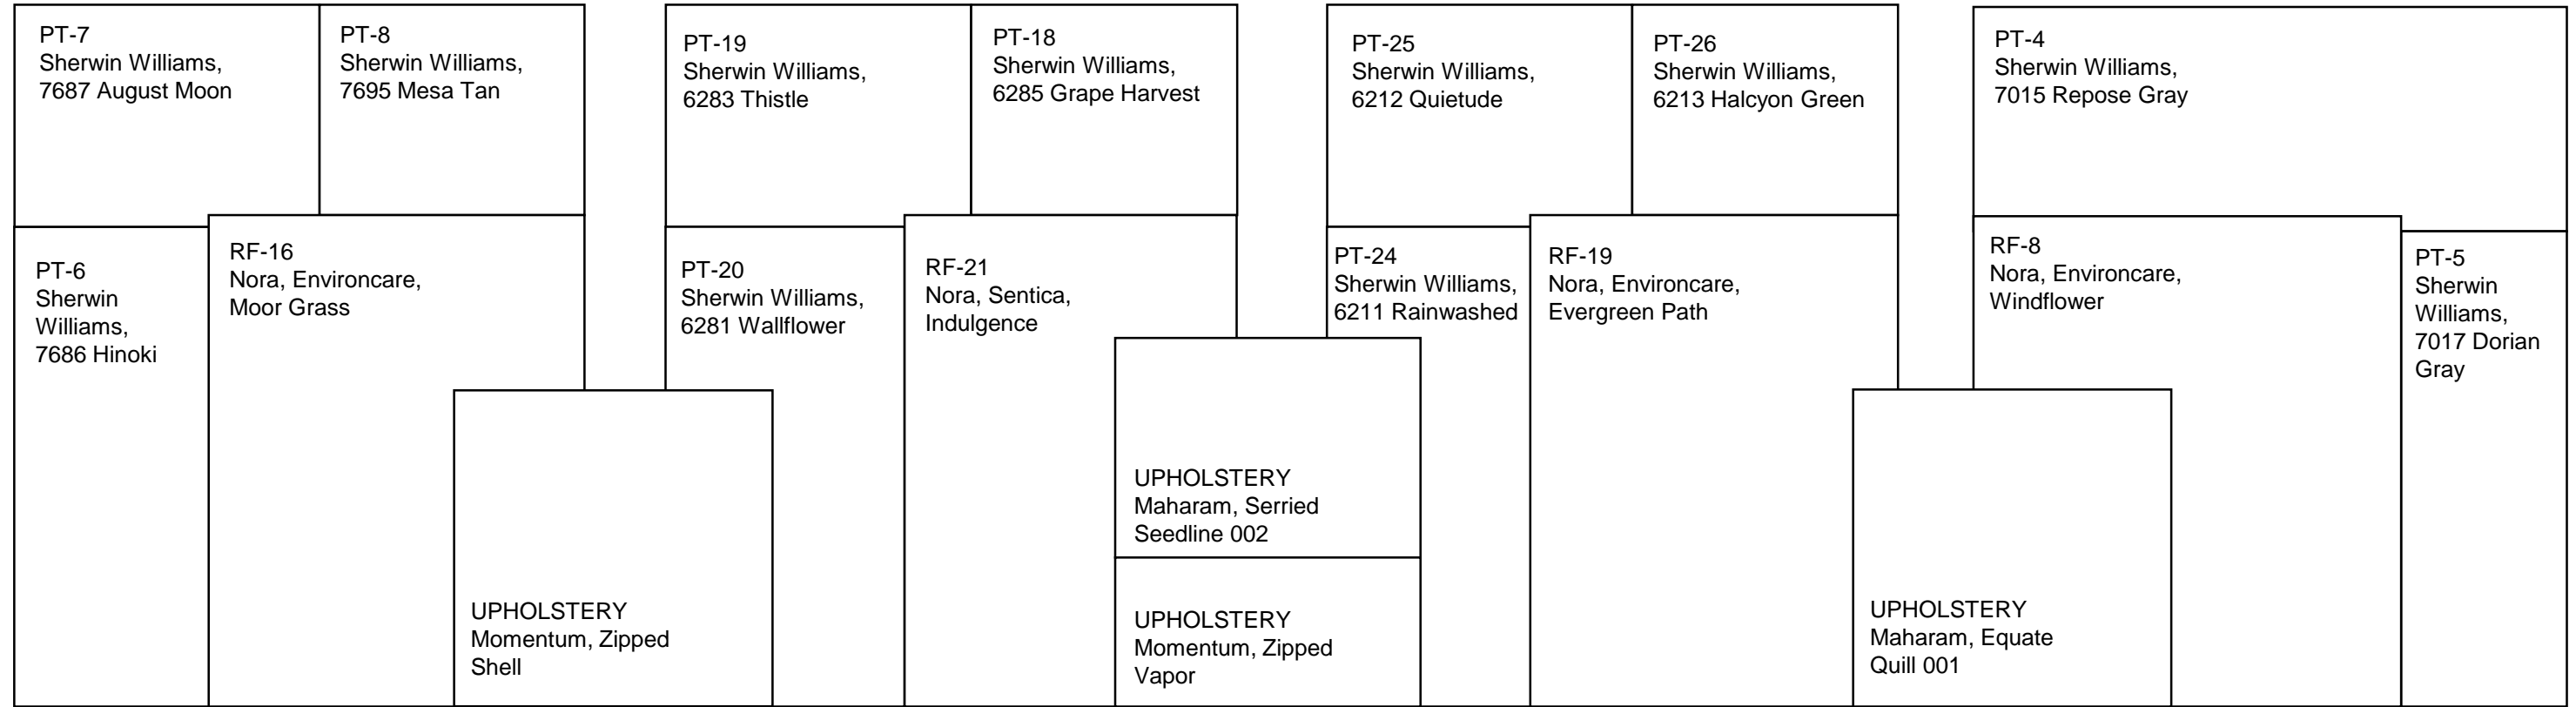 PT-7
Sherwin Williams,
7687 August Moon
PT-8
Sherwin Williams,
7695 Mesa Tan
PT-6
Sherwin
Williams,
7686 Hinoki
RF-16
Nora, Environcare,
Moor Grass
UPHOLSTERY
Momentum, Zipped
Shell
PT-19
Sherwin Williams,
6283 Thistle
PT-18
Sherwin Williams,
6285 Grape Harvest
PT-20
Sherwin Williams,
6281 Wallflower
RF-21
Nora, Sentica,
Indulgence
UPHOLSTERY
Maharam, Serried
Seedline 002
UPHOLSTERY
Momentum, Zipped
Vapor
PT-25
Sherwin Williams,
6212 Quietude
PT-26
Sherwin Williams,
6213 Halcyon Green
PT-24
Sherwin Williams,
6211 Rainwashed
RF-19
Nora, Environcare,
Evergreen Path
UPHOLSTERY
Maharam, Equate
Quill 001
PT-4
Sherwin Williams,
7015 Repose Gray
RF-8
Nora, Environcare,
Windflower
PT-5
Sherwin
Williams,
7017 Dorian
Gray